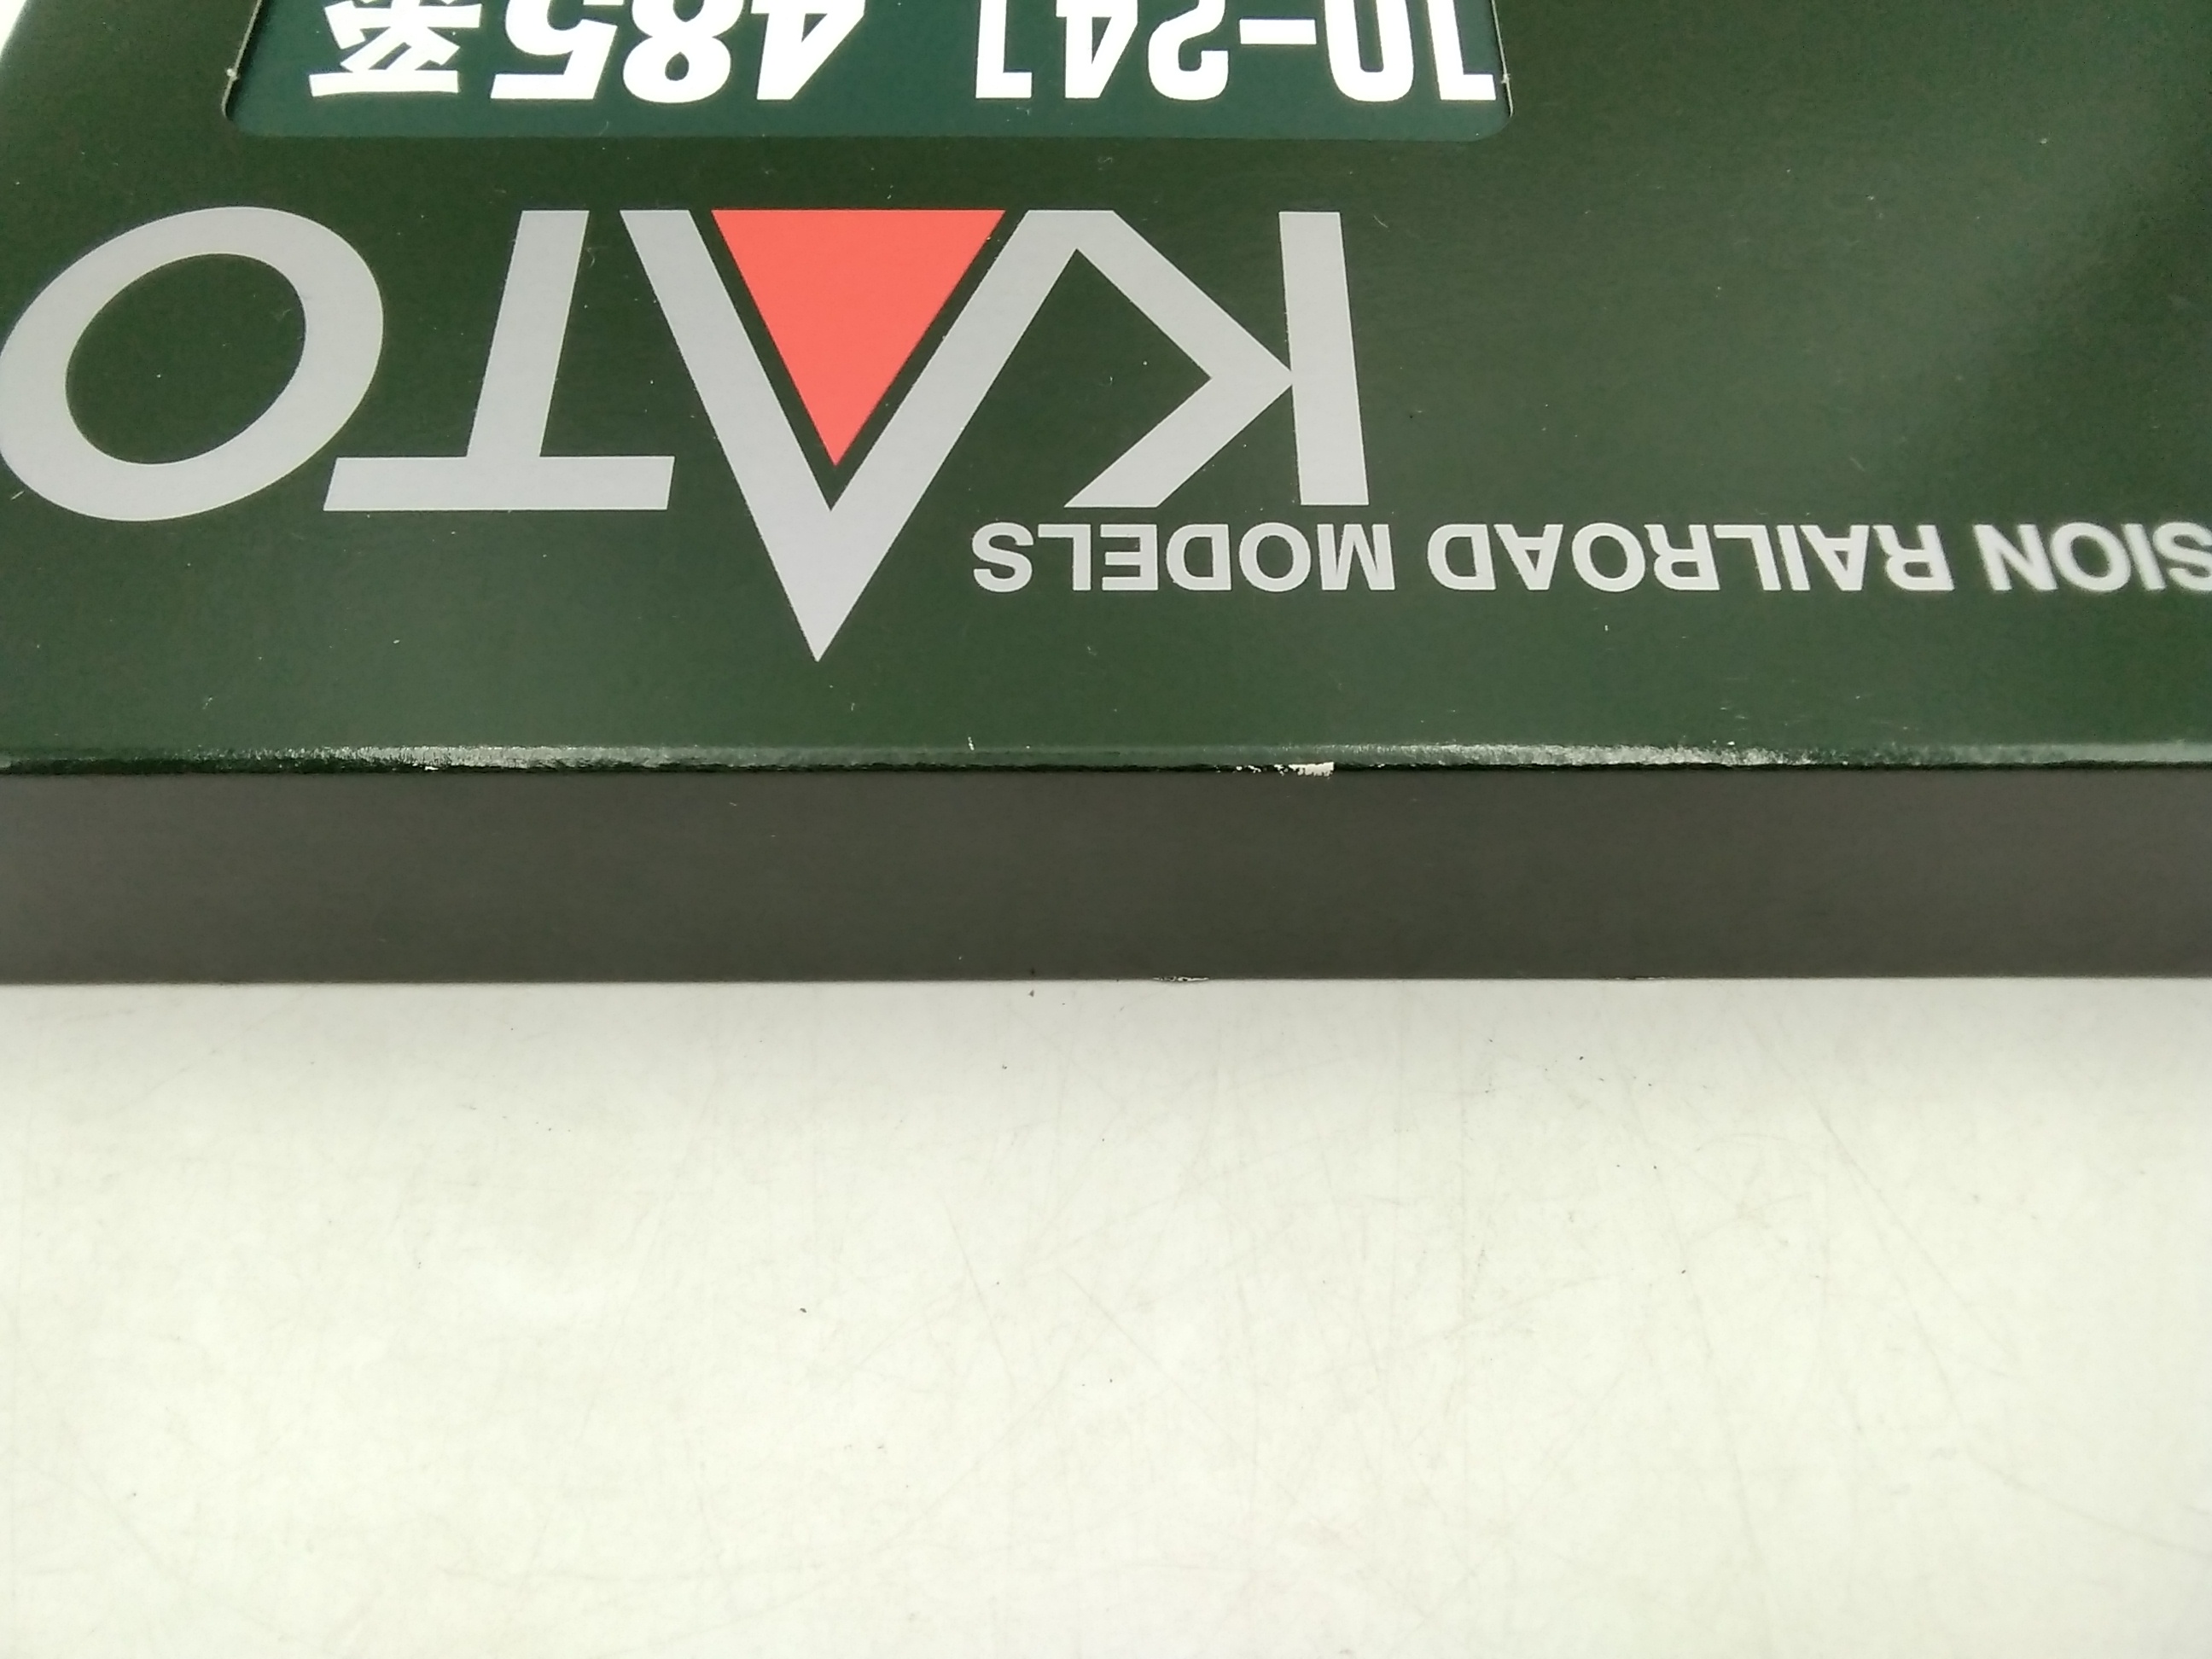 SION RAILROAD MODELS
KATO
10-241 485系